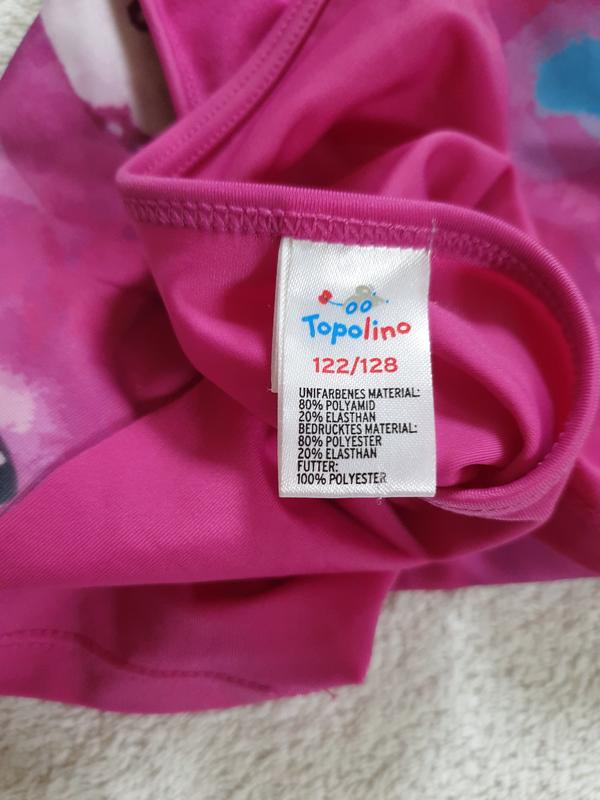 Topolino
122/128
UNIFARBENES MATERIAL:
80% POLYAMID
20% ELASTHAN
BEDRUCKTES MATERIAL:
80% POLYESTER
20% ELASTHAN
FUTTER:
100% POLYESTER